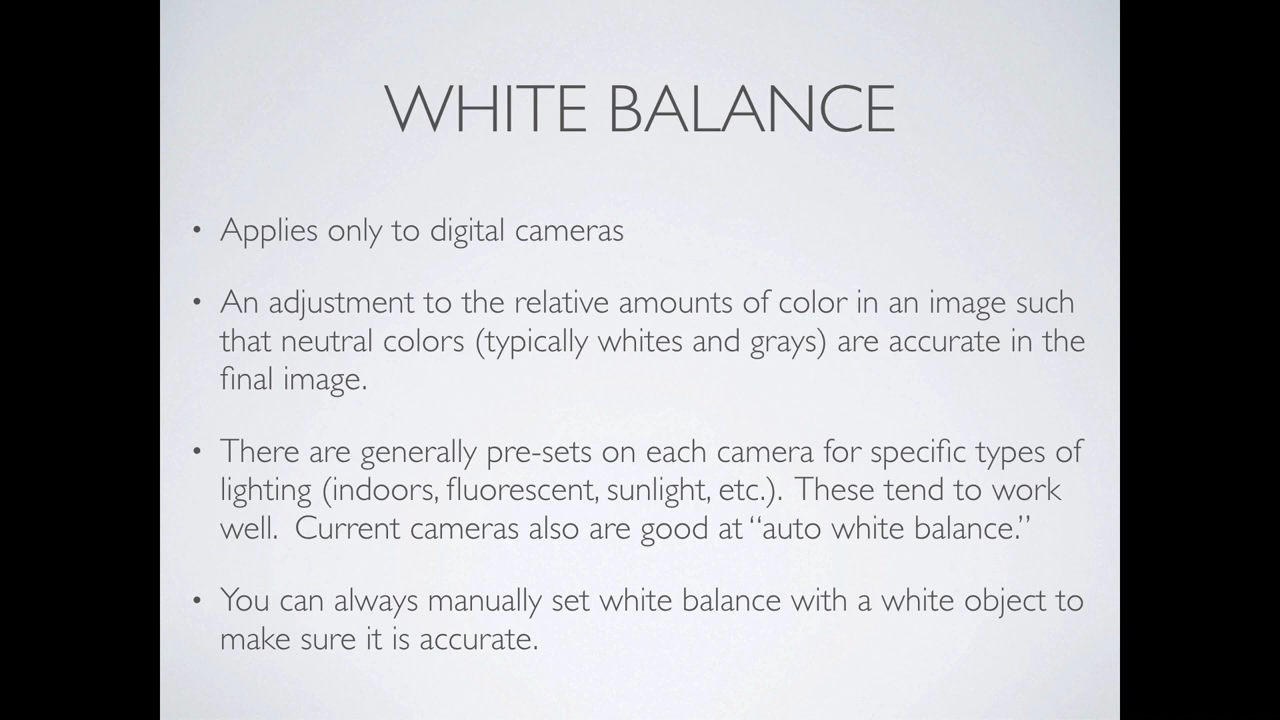 WHITE BALANCE
• Applies only to digital cameras
• An adjustment to the relative amounts of color in an image such
that neutral colors (typically whites and grays) are accurate in the
final image.
• There are generally pre-sets on each camera for specific types of
lighting (indoors, fluorescent, sunlight, etc.).  These tend to work
well.  Current cameras also are good at “auto white balance.”
• You can always manually set white balance with a white object to
make sure it is accurate.